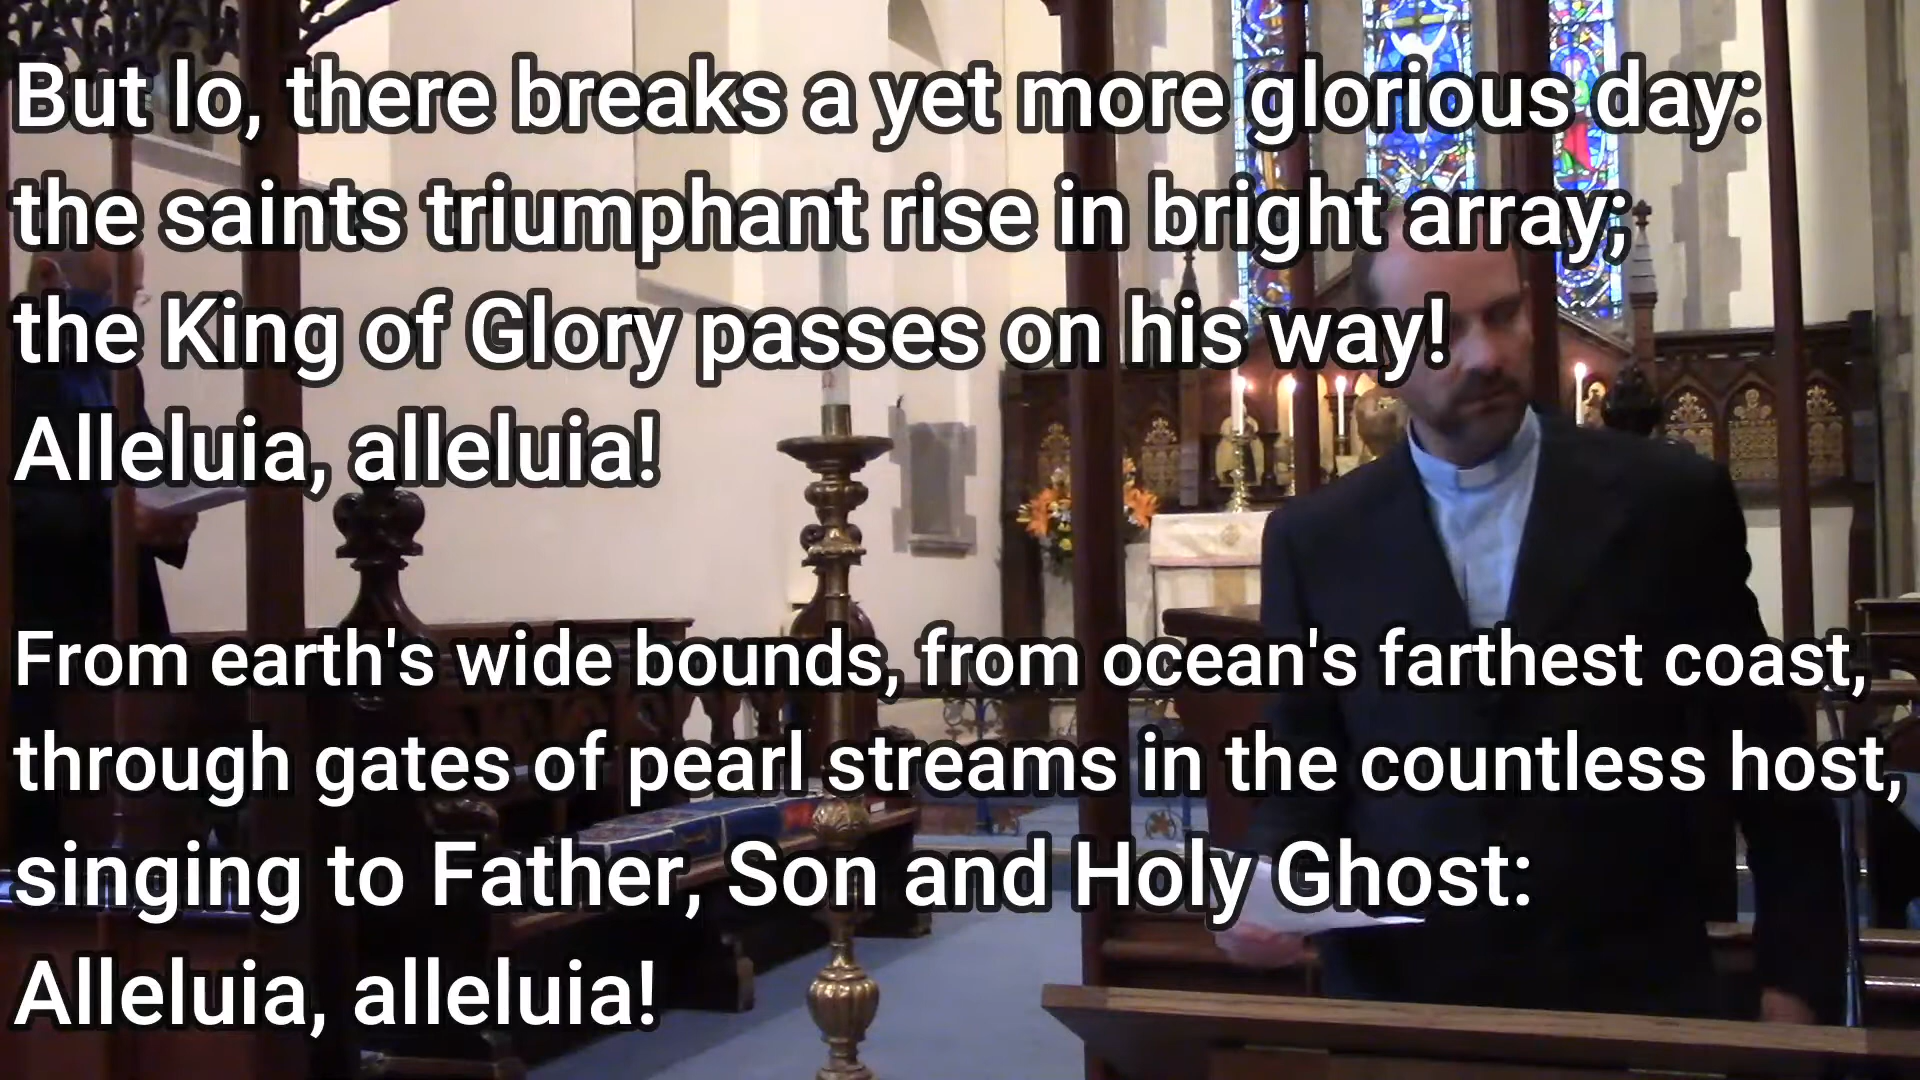 But lo, there breaks a yet more glorious day:
the saints triumphant rise in bright array;
the King of Glory passes on his way!
Alleluia, alleluia!
From earth's wide bounds, from ocean's farthest coast,
through gates of pearl streams in the countless host,
singing to Father, Son and Holy Ghost:
Alleluia, alleluia!